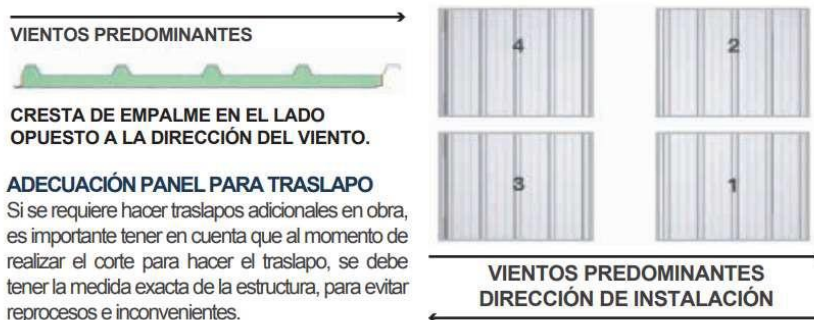 VIENTOS PREDOMINANTES
CRESTA DE EMPALME EN EL LADO
OPUESTO A LA DIRECCIÓN DEL VIENTO.
ADECUACIÓN PANEL PARA TRASLAPO
Si se requiere hacer traslapos adicionales en obra,
es importante tener en cuenta que al momento de
realizar el corte para hacer el traslapo, se debe
tener la medida exacta de la estructura, para evitar
reprocesos e inconvenientes.
4
2
3
1
VIENTOS PREDOMINANTES
DIRECCIÓN DE INSTALACIÓN